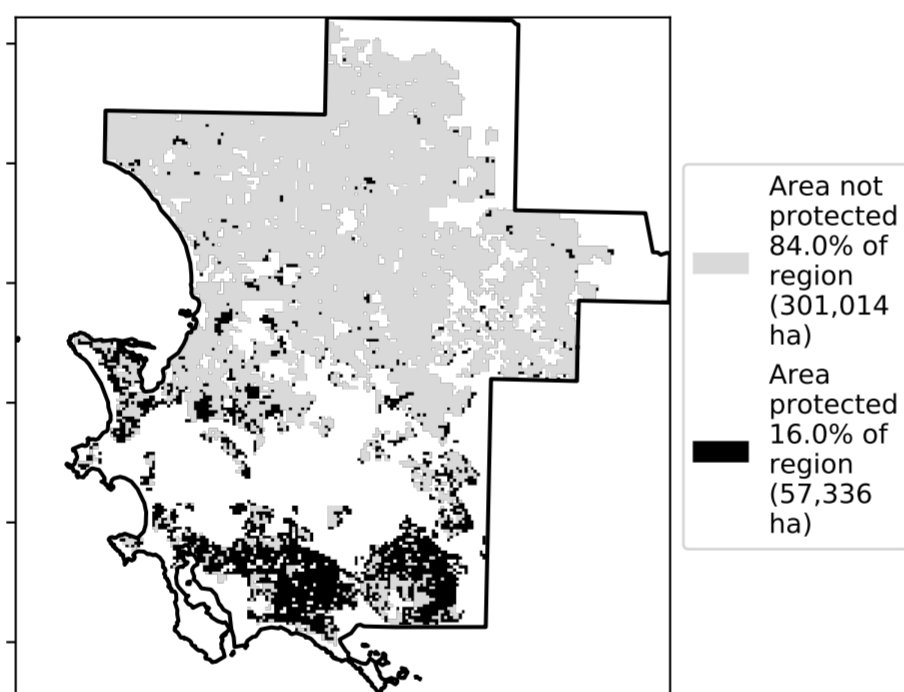 Area not
protected
84.0% of
region
(301,014
ha)
Area
protected
16.0% of
region
(57,336
ha)